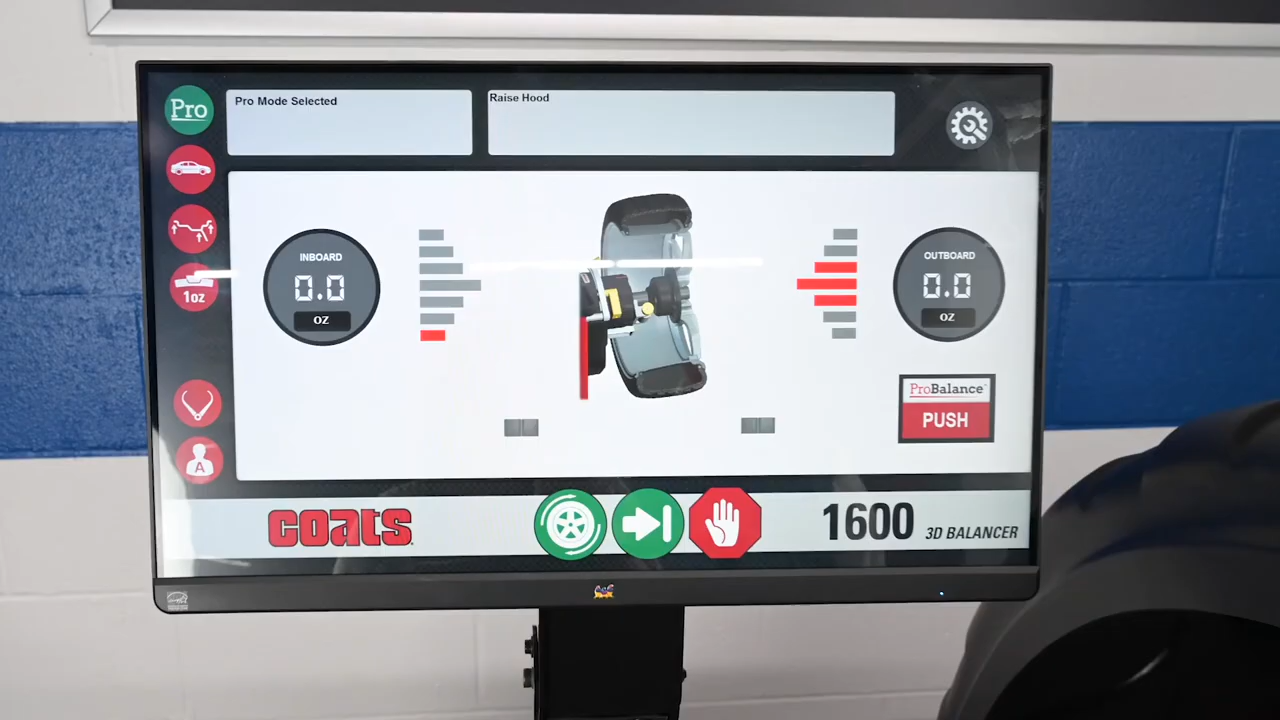 Pro
Pro Mode Selected
Raise Hood
INBOARD
0.0
OZ
OUTBOARD
0.0
OZ
1oz
A
ProBalance
PUSH
COATS
1600 3D BALANCER